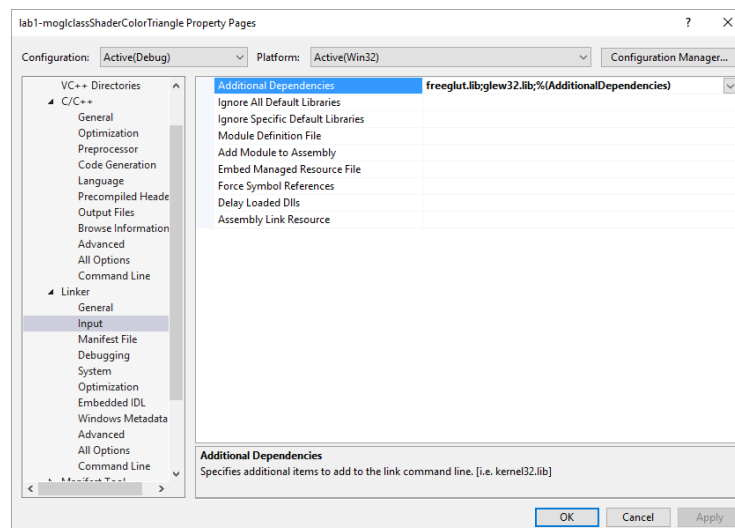 lab1-moglclassShaderColorTriangle Property Pages
? 
Configuration: Active(Debug) Platform: Active(Win32) Configuration Manager...
VC++ Directories
C/C++
General
Optimization
Preprocessor
Code Generation
Language
Precompiled Heade
Output Files
Browse Information
Advanced
All Options
Command Line
Linker
General
Input
Manifest File
Debugging
System
Optimization
Embedded IDL
Windows Metadata
Advanced
All Options
Command Line
Additional Dependencies freeglut.lib;glew32.lib;%(AdditionalDependencies)
Ignore All Default Libraries
Ignore Specific Default Libraries
Module Definition File
Add Module to Assembly
Embed Managed Resource File
Force Symbol References
Delay Loaded Dlls
Assembly Link Resource
Additional Dependencies
Specifies additional items to add to the link command line. [i.e. kernel32.lib]
OK Cancel Apply